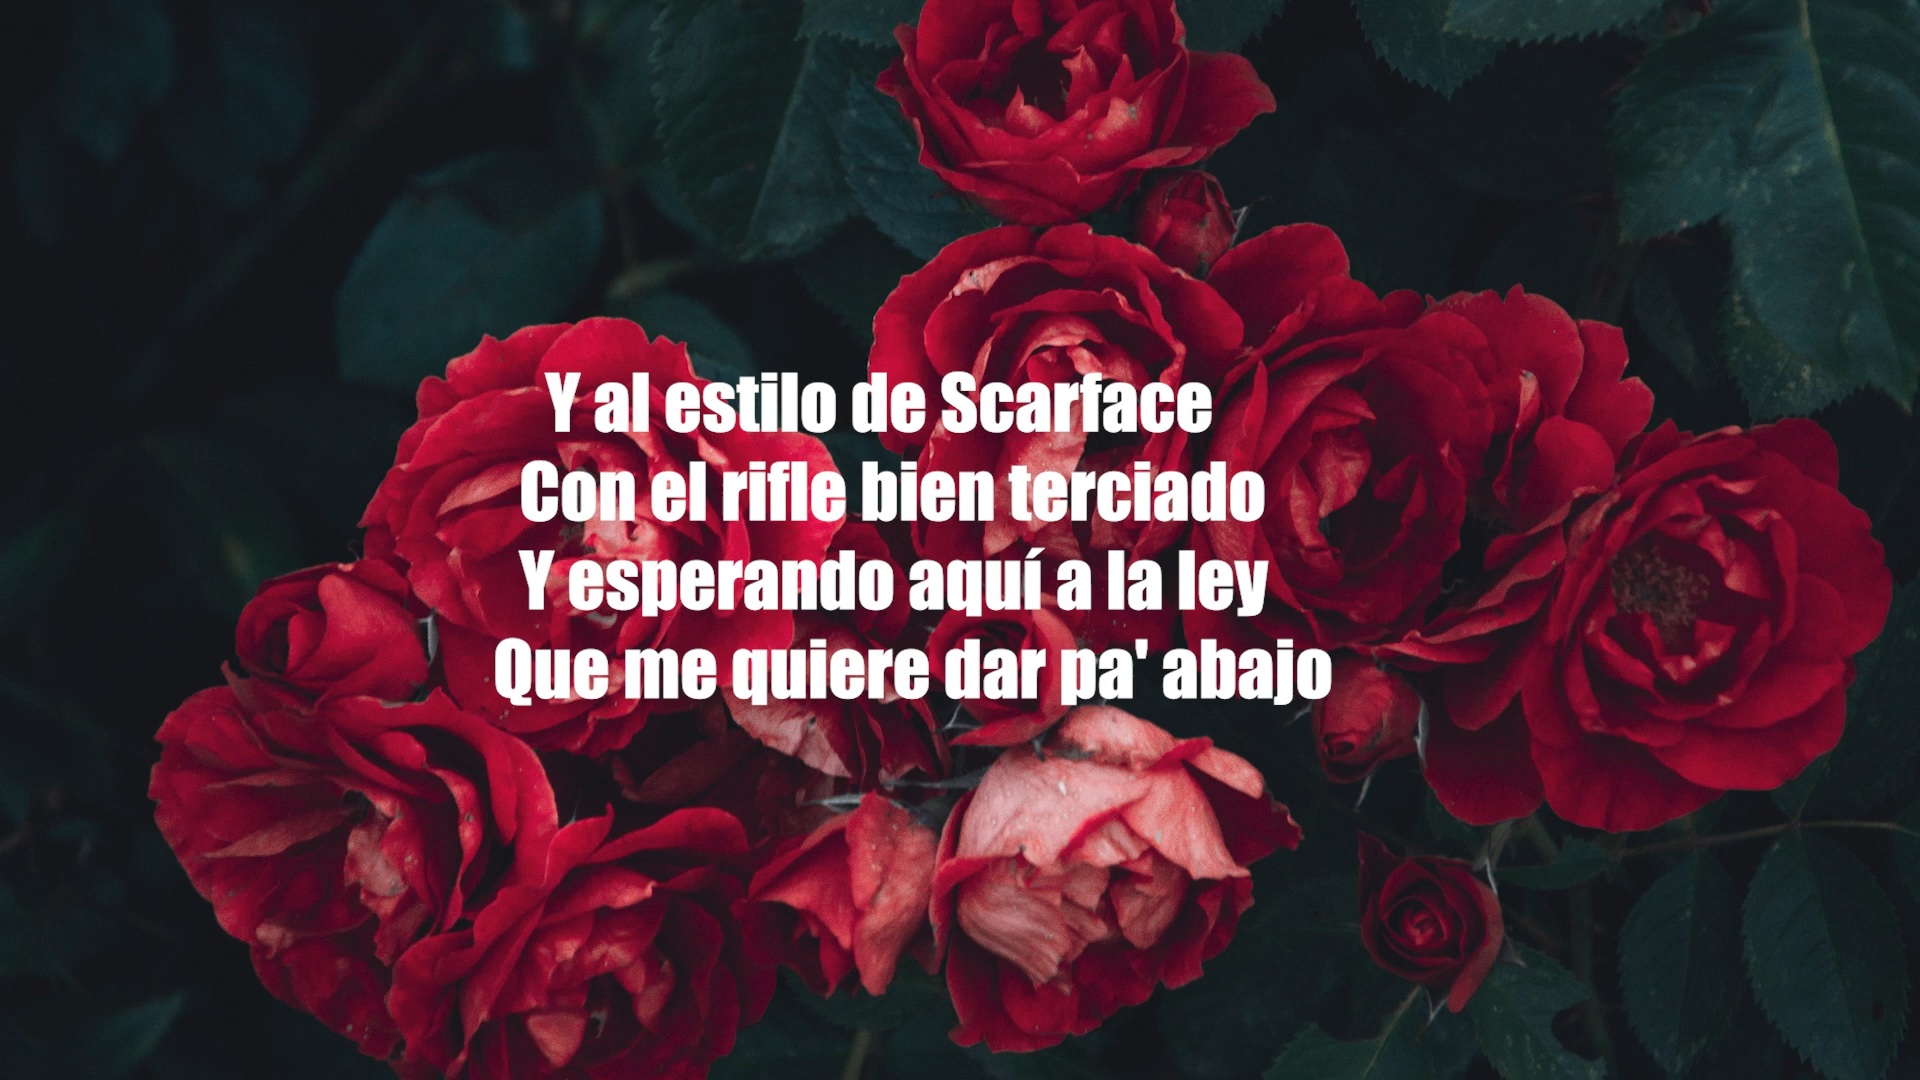 Y al estilo de Scarface
Con el rifle bien terciado
Y esperando aquí a la ley
Que me quiere dar pa' abajo